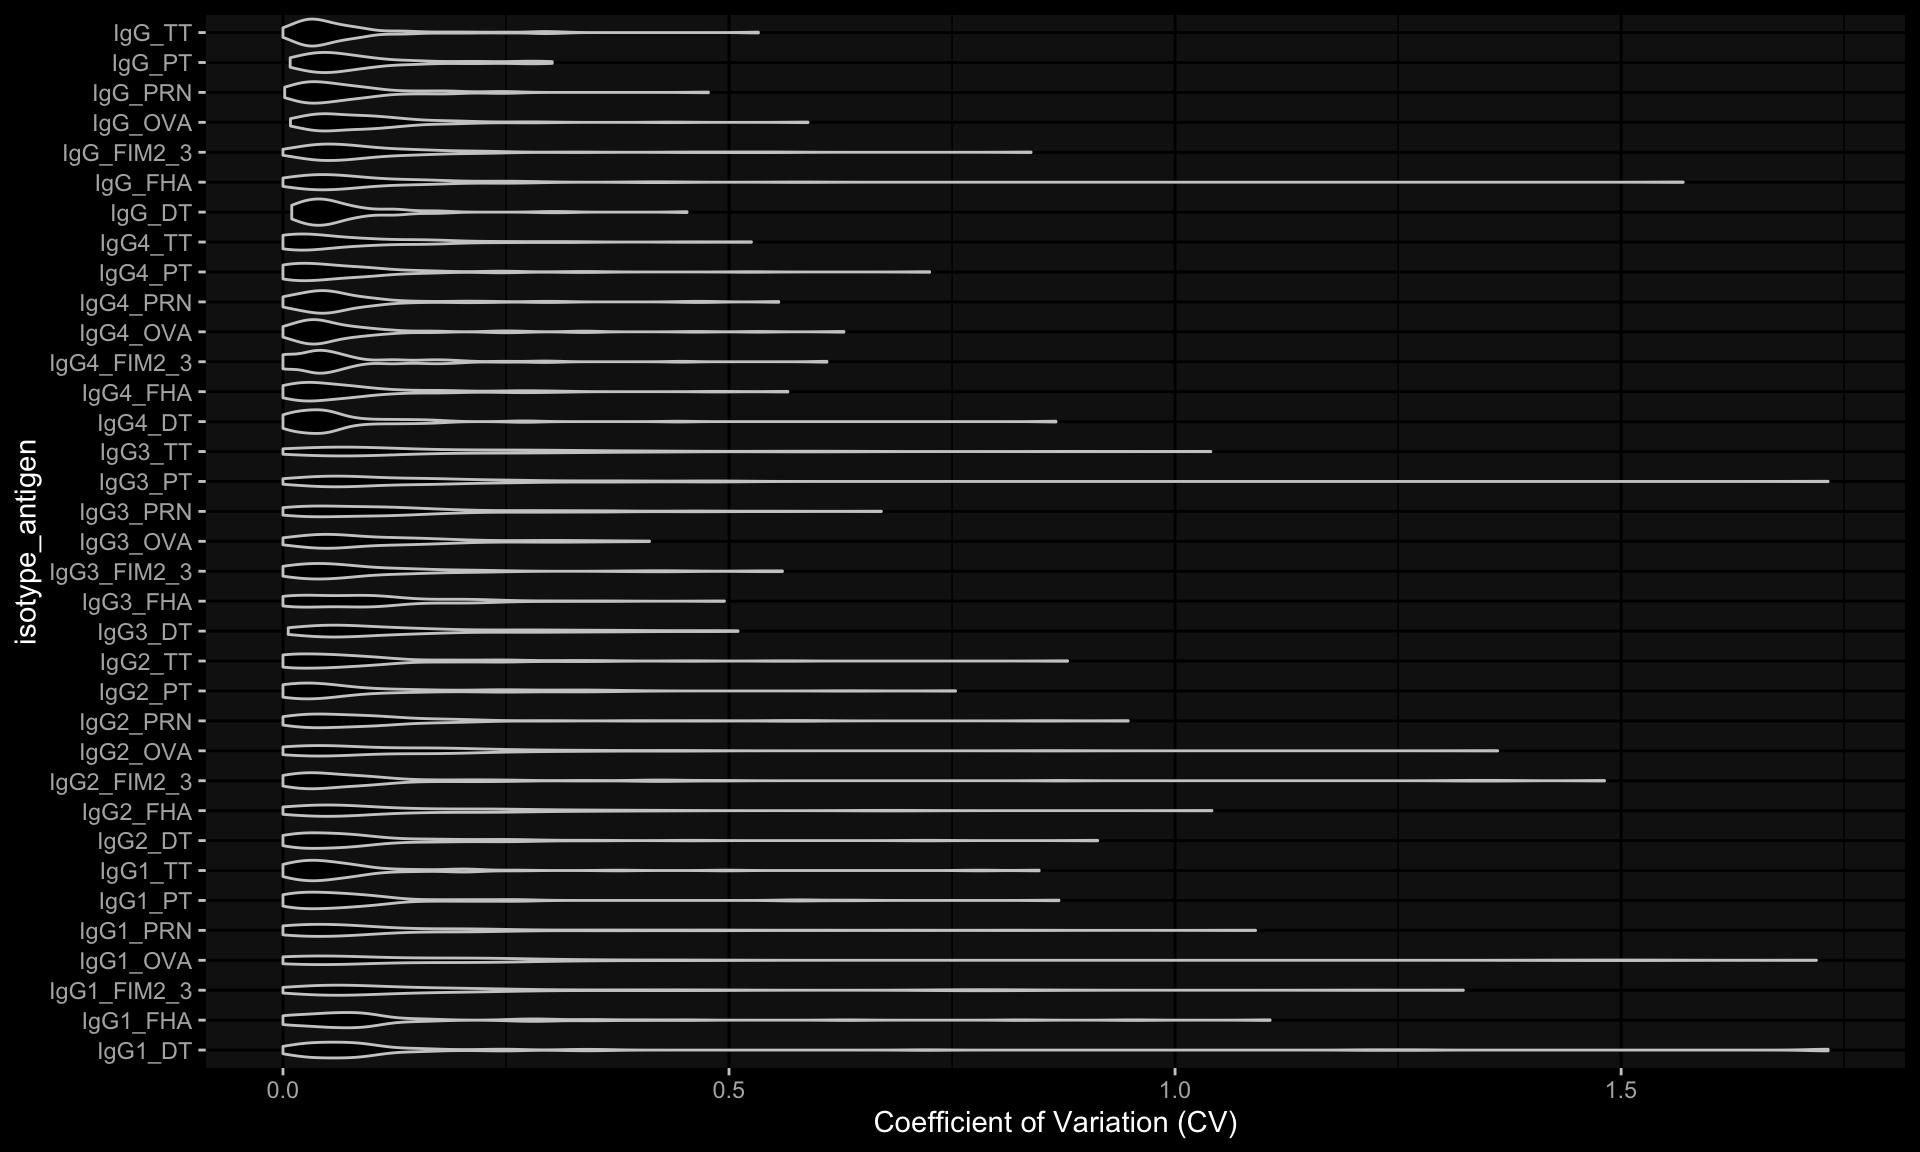 isotype_antigen
IgG_TT
IgG_PT
IgG_PRN
IgG_OVA
IgG_FIM2_3
IgG_FHA
IgG_DT
IgG4_TT
IgG4_PT
IgG4_PRN
IgG4_OVA
IgG4_FIM2_3
IgG4_FHA
IgG4_DT
IgG3_TT
IgG3_PT
IgG3_PRN
IgG3_OVA
IgG3_FIM2_3
IgG3_FHA
IgG3_DT
IgG2_TT
IgG2_PT
IgG2_PRN
IgG2_OVA
IgG2_FIM2_3
IgG2_FHA
IgG2_DT
IgG1_TT
IgG1_PT
IgG1_PRN
IgG1_OVA
IgG1_FIM2_3
IgG1_FHA
IgG1_DT
0.0 0.5 1.0 1.5
Coefficient of Variation (CV)